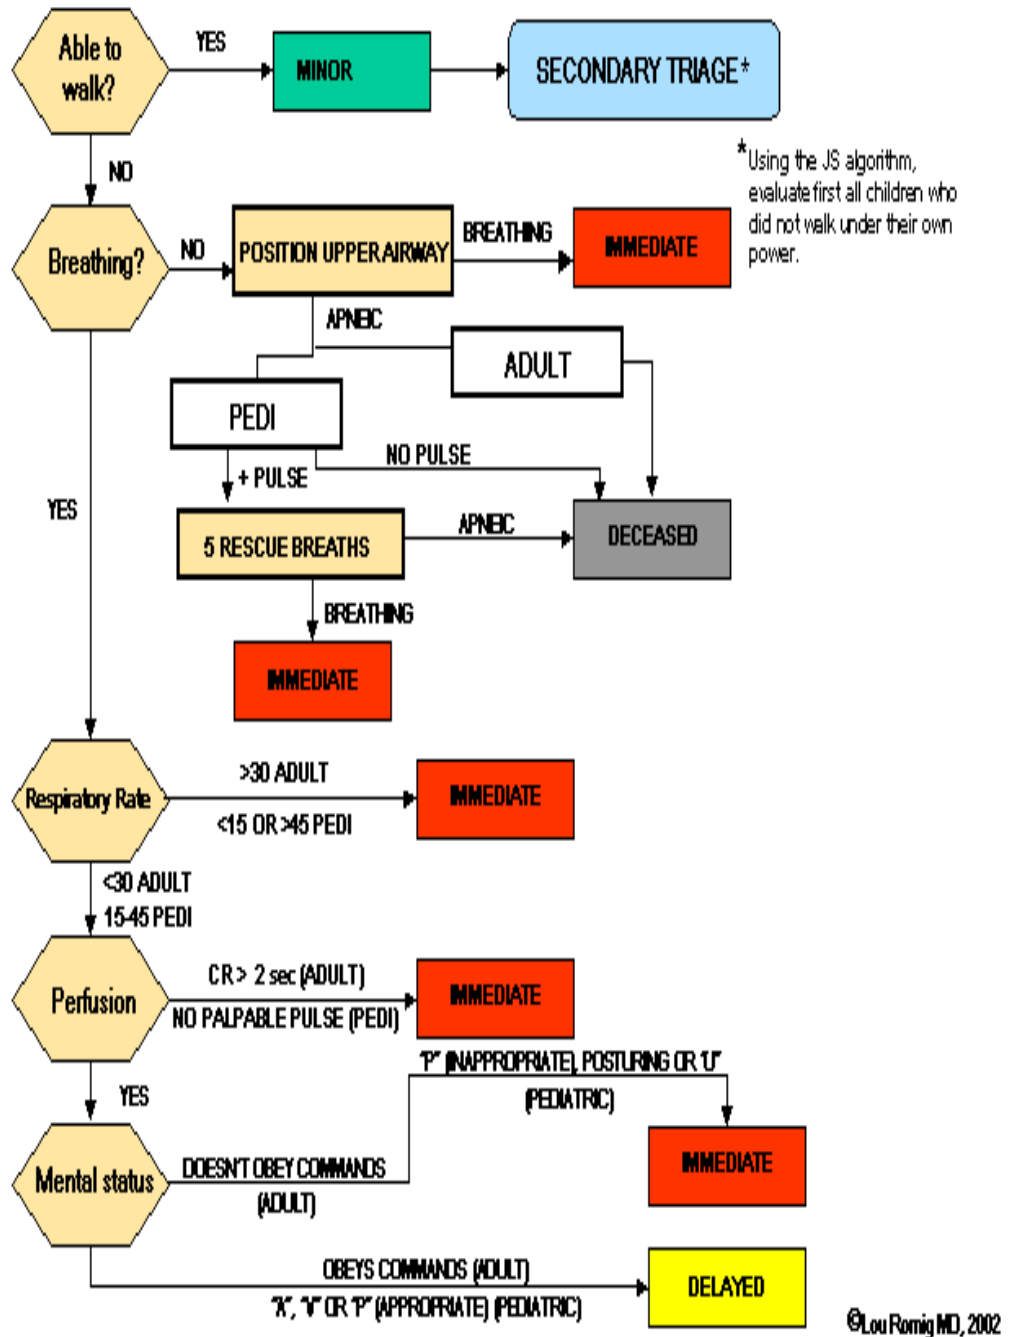 Able to
walk?
YES
MINOR
SECONDARY TRIAGE*
*Using the JS algorithm,
evaluate first all children who
did not walk under their own
power.
NO
Breathing?
NO
POSITION UPPER AIRWAY
BREATHING
IMMEDIATE
APNEIC
ADULT
PEDI
NO PULSE
+ PULSE
YES
5 RESCUE BREATHS
APNEIC
DECEASED
BREATHING
IMMEDIATE
Respiratory Rate
>30 ADULT
<15 OR >45 PEDI
IMMEDIATE
<30 ADULT
15-45 PEDI
Perfusion
CR > 2 sec (ADULT)
NO PALPABLE PULSE (PEDI)
IMMEDIATE
YES
"P" (INAPPROPRIATE), POSTURING OR "U"
(PEDIATRIC)
Mental status
DOESN'T OBEY COMMANDS
(ADULT)
IMMEDIATE
OBEYS COMMANDS (ADULT)
"A", "V" OR "P" (APPROPRIATE) (PEDIATRIC)
DELAYED
©Lou Romig MD, 2002